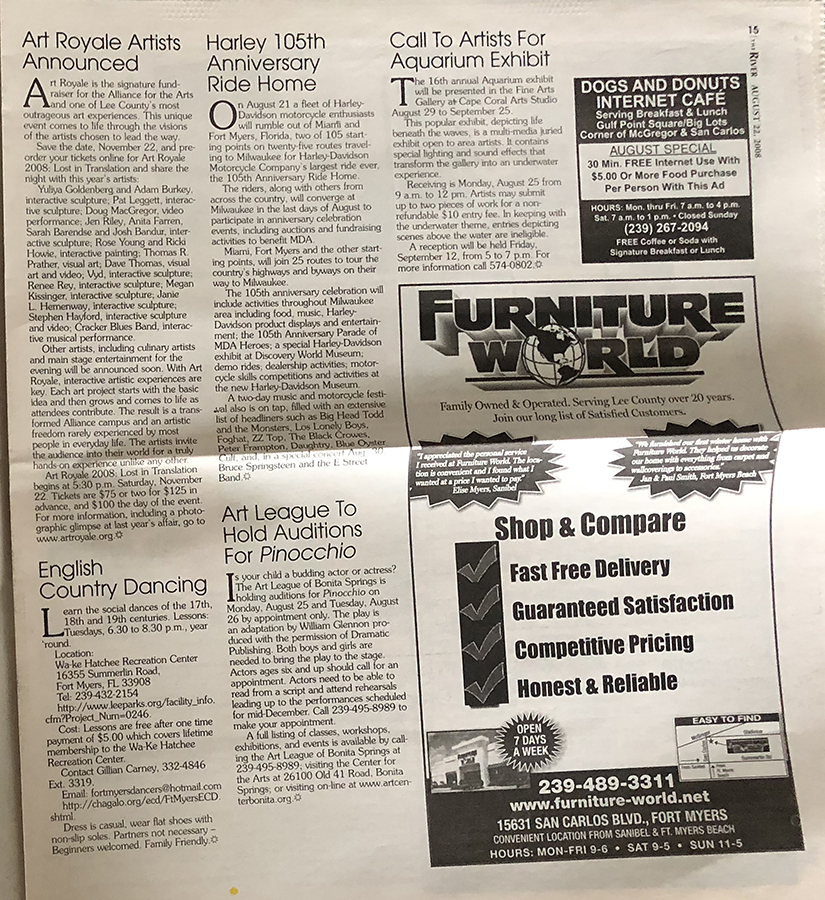 15
THE RIVER AUGUST 22, 2008
Art Royale Artists
Announced
Art Royale is the signature fund-
raiser for the Alliance for the Arts
and one of Lee County's most
outrageous art experiences. This unique
event comes to life through the visions
of the artists chosen to lead the way.
Save the date, November 22, and pre-
order your tickets online for Art Royale
2008: Lost in Translation and share the
night with this year's artists:
Yuliya Goldenberg and Adam Burkey,
interactive sculpture; Pat Leggett, interac-
tive sculpture; Doug MacGregor, video
performance; Jen Riley, Anita Farren,
Sarah Barensde and Josh Bandur, inter-
active sculpture; Rose Young and Ricki
Howie, interactive painting; Thomas R.
Prather, visual art; Dave Thomas, visual
art and video; Vyd, interactive sculpture;
Renee Rey, interactive sculpture; Megan
Kissinger, interactive sculpture; Janie
L. Hemenway, interactive sculpture;
Stephen Hayford, interactive sculpture
and video; Cracker Blues Band, interac-
tive musical performance.
Other artists, including culinary artists
and main stage entertainment for the
evening will be announced soon. With Art
Royale, interactive artistic experiences are
key. Each art project starts with the basic
idea and then grows and comes to life as
attendees contribute. The result is a trans-
formed Alliance campus and an artistic
freedom rarely experienced by most
people in everyday life. The artists invite
the audience into their world for a truly
hands-on experience unlike any other.
Art Royale 2008: Lost in Translation
begins at 5:30 p.m. Saturday, November
22. Tickets are $75 or two for $125 in
advance, and $100 the day of the event.
For more information, including a photo-
graphic glimpse at last year's affair, go to
www.artroyale.org.
English
Country Dancing
Learn the social dances of the 17th,
18th and 19th centuries. Lessons:
Tuesdays, 6.30 to 8.30 p.m., year
'round.
Location:
Wa-ke Hatchee Recreation Center
16355 Summerlin Road,
Fort Myers, FL 33908
Tel: 239-432-2154
http://www.leeparks.org/facility_info.
cfm?Project_Num=0246.
Cost: Lessons are free after one time
payment of $5.00 which covers lifetime
membership to the Wa-Ke Hatchee
Recreation Center.
Contact Gillian Carney, 332-4846
Ext. 3319.
Email: fortmyersdancers@hotmail.com
http://chagalo.org/ecd/FtMyersECD.
shtml.
Dress is casual, wear flat shoes with
non-slip soles. Partners not necessary –
Beginners welcomed. Family Friendly.
Harley 105th
Anniversary
Ride Home
On August 21 a fleet of Harley-
Davidson motorcycle enthusiasts
will rumble out of Miami and
Fort Myers, Florida, two of 105 start-
ing points on twenty-five routes travel-
ing to Milwaukee for Harley-Davidson
Motorcycle Company's largest ride ever,
the 105th Anniversary Ride Home.
The riders, along with others from
across the country, will converge at
Milwaukee in the last days of August to
participate in anniversary celebration
events, including auctions and fundraising
activities to benefit MDA.
Miami, Fort Myers and the other start-
ing points, will join 25 routes to tour the
country's highways and byways on their
way to Milwaukee.
The 105th anniversary celebration will
include activities throughout Milwaukee
area including food, music, Harley-
Davidson product displays and entertain-
ment; the 105th Anniversary Parade of
MDA Heroes; a special Harley-Davidson
exhibit at Discovery World Museum;
demo rides; dealership activities; motor-
cycle skills competitions and activities at
the new Harley-Davidson Museum.
A two-day music and motorcycle festi-
val also is on tap, filled with an extensive
list of headliners such as Big Head Todd
and the Monsters, Los Lonely Boys,
Foghat, ZZ Top, The Black Crowes,
Peter Frampton, Daughtry, Blue Oyster
Cult, and, in a special concert Aug. 30
Bruce Springsteen and the E Street
Band.
Art League To
Hold Auditions
For Pinocchio
Is your child a budding actor or actress?
The Art League of Bonita Springs is
holding auditions for Pinocchio on
Monday, August 25 and Tuesday, August
26 by appointment only. The play is
an adaptation by William Glennon pro-
duced with the permission of Dramatic
Publishing. Both boys and girls are
needed to bring the play to the stage.
Actors ages six and up should call for an
appointment. Actors need to be able to
read from a script and attend rehearsals
leading up to the performances scheduled
for mid-December. Call 239-495-8989 to
make your appointment.
A full listing of classes, workshops,
exhibitions, and events is available by call-
ing the Art League of Bonita Springs at
239-495-8989; visiting the Center for
the Arts at 26100 Old 41 Road, Bonita
Springs; or visiting on-line at www.artcen-
terbonita.org.
Call To Artists For
Aquarium Exhibit
The 16th annual Aquarium exhibit
will be presented in the Fine Arts
Gallery at Cape Coral Arts Studio
August 29 to September 25.
This popular exhibit, depicting life
beneath the waves, is a multi-media juried
exhibit open to area artists. It contains
special lighting and sound effects that
transform the gallery into an underwater
experience.
Receiving is Monday, August 25 from
9 a.m. to 12 pm. Artists may submit
up to two pieces of work for a non-
refundable $10 entry fee. In keeping with
the underwater theme, entries depicting
scenes above the water are ineligible.
A reception will be held Friday,
September 12, from 5 to 7 p.m. For
more information call 574-0802.
DOGS AND DONUTS
INTERNET CAFÉ
Serving Breakfast & Lunch
Gulf Point Square/Big Lots
Corner of McGregor & San Carlos
AUGUST SPECIAL
30 Min. FREE Internet Use With
$5.00 Or More Food Purchase
Per Person With This Ad
HOURS: Mon. thru Fri. 7 a.m. to 4 p.m.
Sat. 7 a.m. to 1 p.m. • Closed Sunday
(239) 267-2094
FREE Coffee or Soda with
Signature Breakfast or Lunch
FURNITURE
WORLD
Family Owned & Operated. Serving Lee County over 20 years.
Join our long list of Satisfied Customers.
"I appreciated the personal service
I received at Furniture World. The loca-
tion is convenient and I found what I
wanted at a price I wanted to pay."
Elise Myers, Sanibel
"We furnished our first winter home with
Furniture World. They helped us decorate
our home with everything from carpet and
wallcoverings to accessories."
Jan & Paul Smith, Fort Myers Beach
Shop & Compare
Fast Free Delivery
Guaranteed Satisfaction
Competitive Pricing
Honest & Reliable
OPEN
7 DAYS
A WEEK
EASY TO FIND
239-489-3311
www.furniture-world.net
15631 SAN CARLOS BLVD., FORT MYERS
CONVENIENT LOCATION FROM SANIBEL & FT. MYERS BEACH
HOURS: MON-FRI 9-6 • SAT 9-5 • SUN 11-5